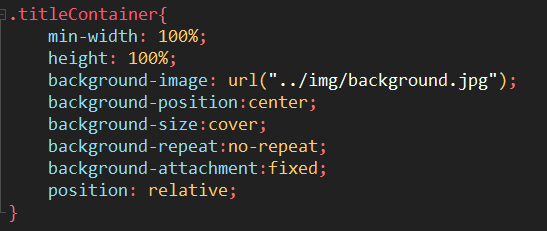 .titleContainer{
    min-width: 100%;
    height: 100%;
    background-image: url("../img/background.jpg");
    background-position:center;
    background-size:cover;
    background-repeat:no-repeat;
    background-attachment:fixed;
    position: relative;
}